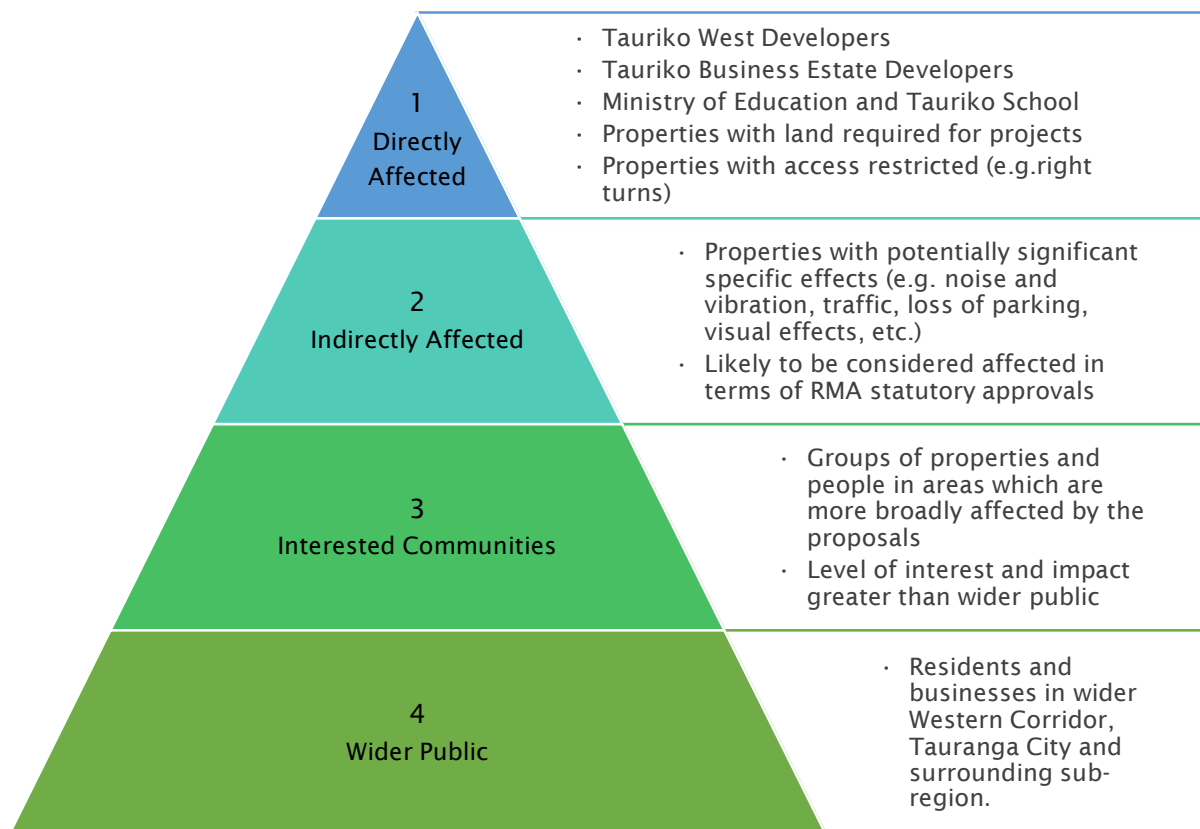 1
Directly
Affected
· Tauriko West Developers
· Tauriko Business Estate Developers
· Ministry of Education and Tauriko School
· Properties with land required for projects
· Properties with access restricted (e.g.right
turns)
2
Indirectly Affected
· Properties with potentially significant
specific effects (e.g. noise and
vibration, traffic, loss of parking,
visual effects, etc.)
· Likely to be considered affected in
terms of RMA statutory approvals
3
Interested Communities
· Groups of properties and
people in areas which are
more broadly affected by the
proposals
· Level of interest and impact
greater than wider public
4
Wider Public
· Residents and
businesses in wider
Western Corridor,
Tauranga City and
surrounding sub-
region.